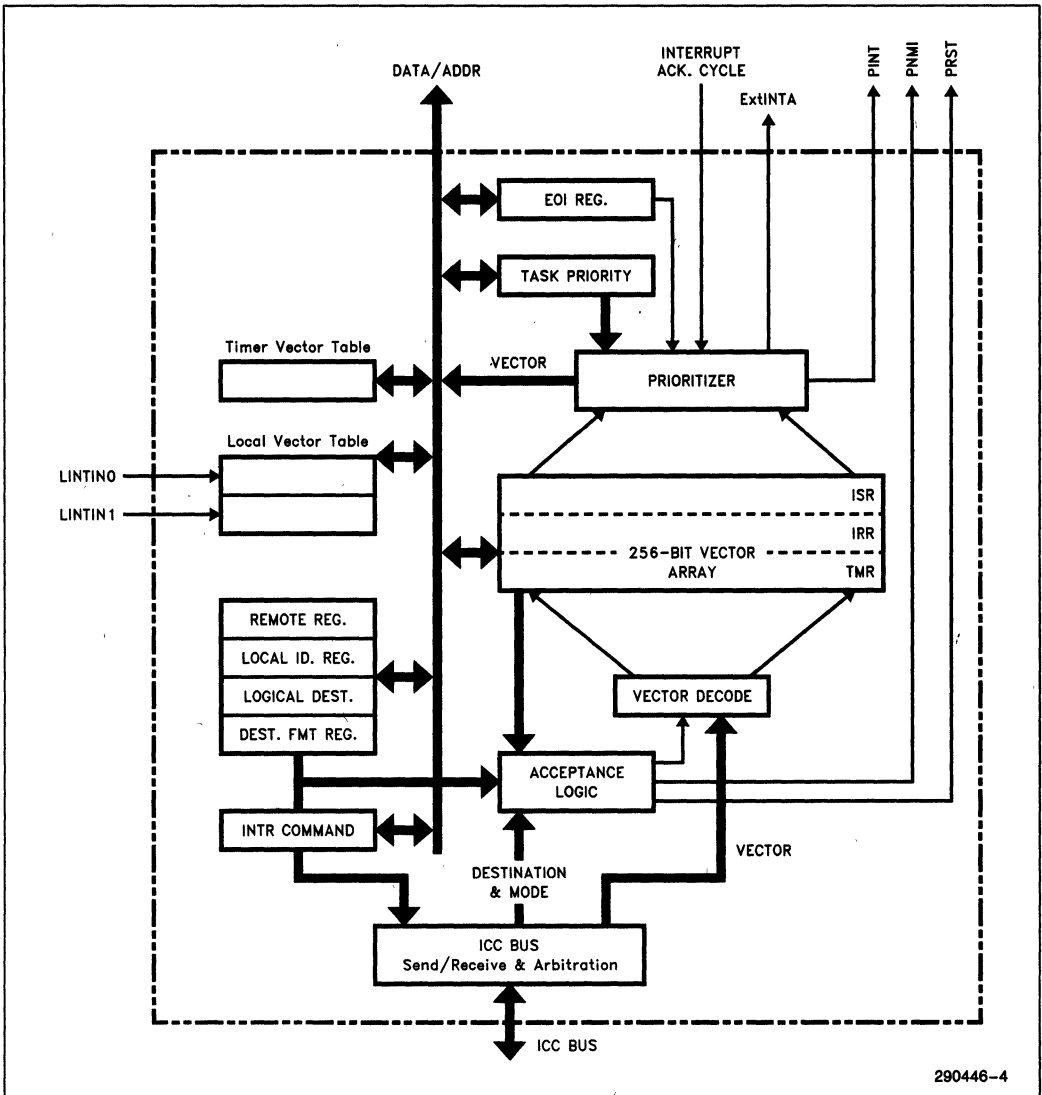 DATA/ADDR
INTERRUPT
ACK. CYCLE
ExtINTA
PINT
PNMI
PRST
EOI REG.
TASK PRIORITY
Timer Vector Table
VECTOR
PRIORITIZER
Local Vector Table
LINTIN0
LINTIN1
ISR
IRR
256-BIT VECTOR
ARRAY
TMR
REMOTE REG.
LOCAL ID. REG.
LOGICAL DEST.
DEST. FMT REG.
VECTOR DECODE
ACCEPTANCE
LOGIC
INTR COMMAND
VECTOR
DESTINATION
& MODE
ICC BUS
Send/Receive & Arbitration
ICC BUS
290446-4